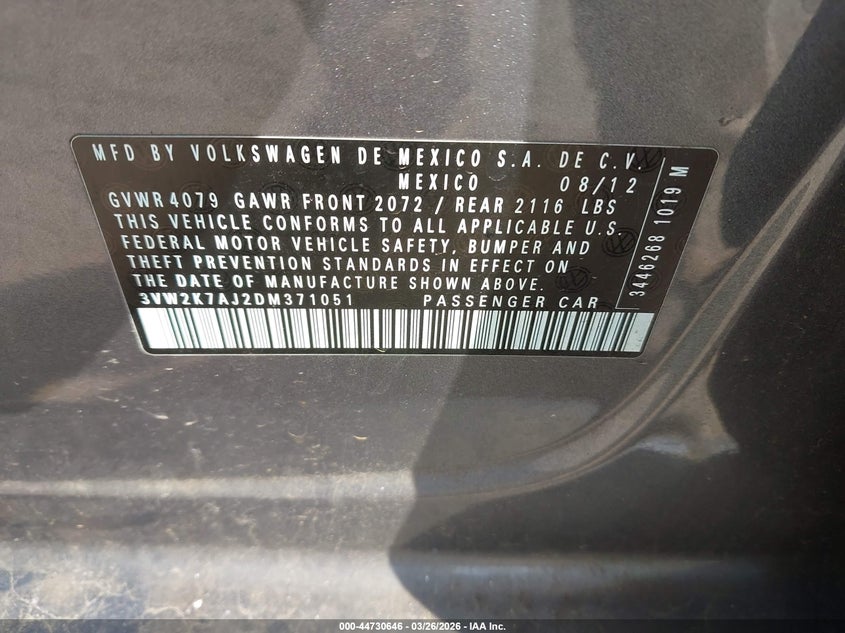 MFD BY VOLKSWAGEN DE MEXICO S.A. DE C.V.
MEXICO 08/12
GVWR 4079 GAWR FRONT 2072 / REAR 2116 LBS
THIS VEHICLE CONFORMS TO ALL APPLICABLE U.S.
FEDERAL MOTOR VEHICLE SAFETY, BUMPER AND
THEFT PREVENTION STANDARDS IN EFFECT ON
THE DATE OF MANUFACTURE SHOWN ABOVE.
3VW2K7AJ2DM371051 PASSENGER CAR
3446268 1019 M
000-44730646 - 03/26/2026 - IAA Inc.